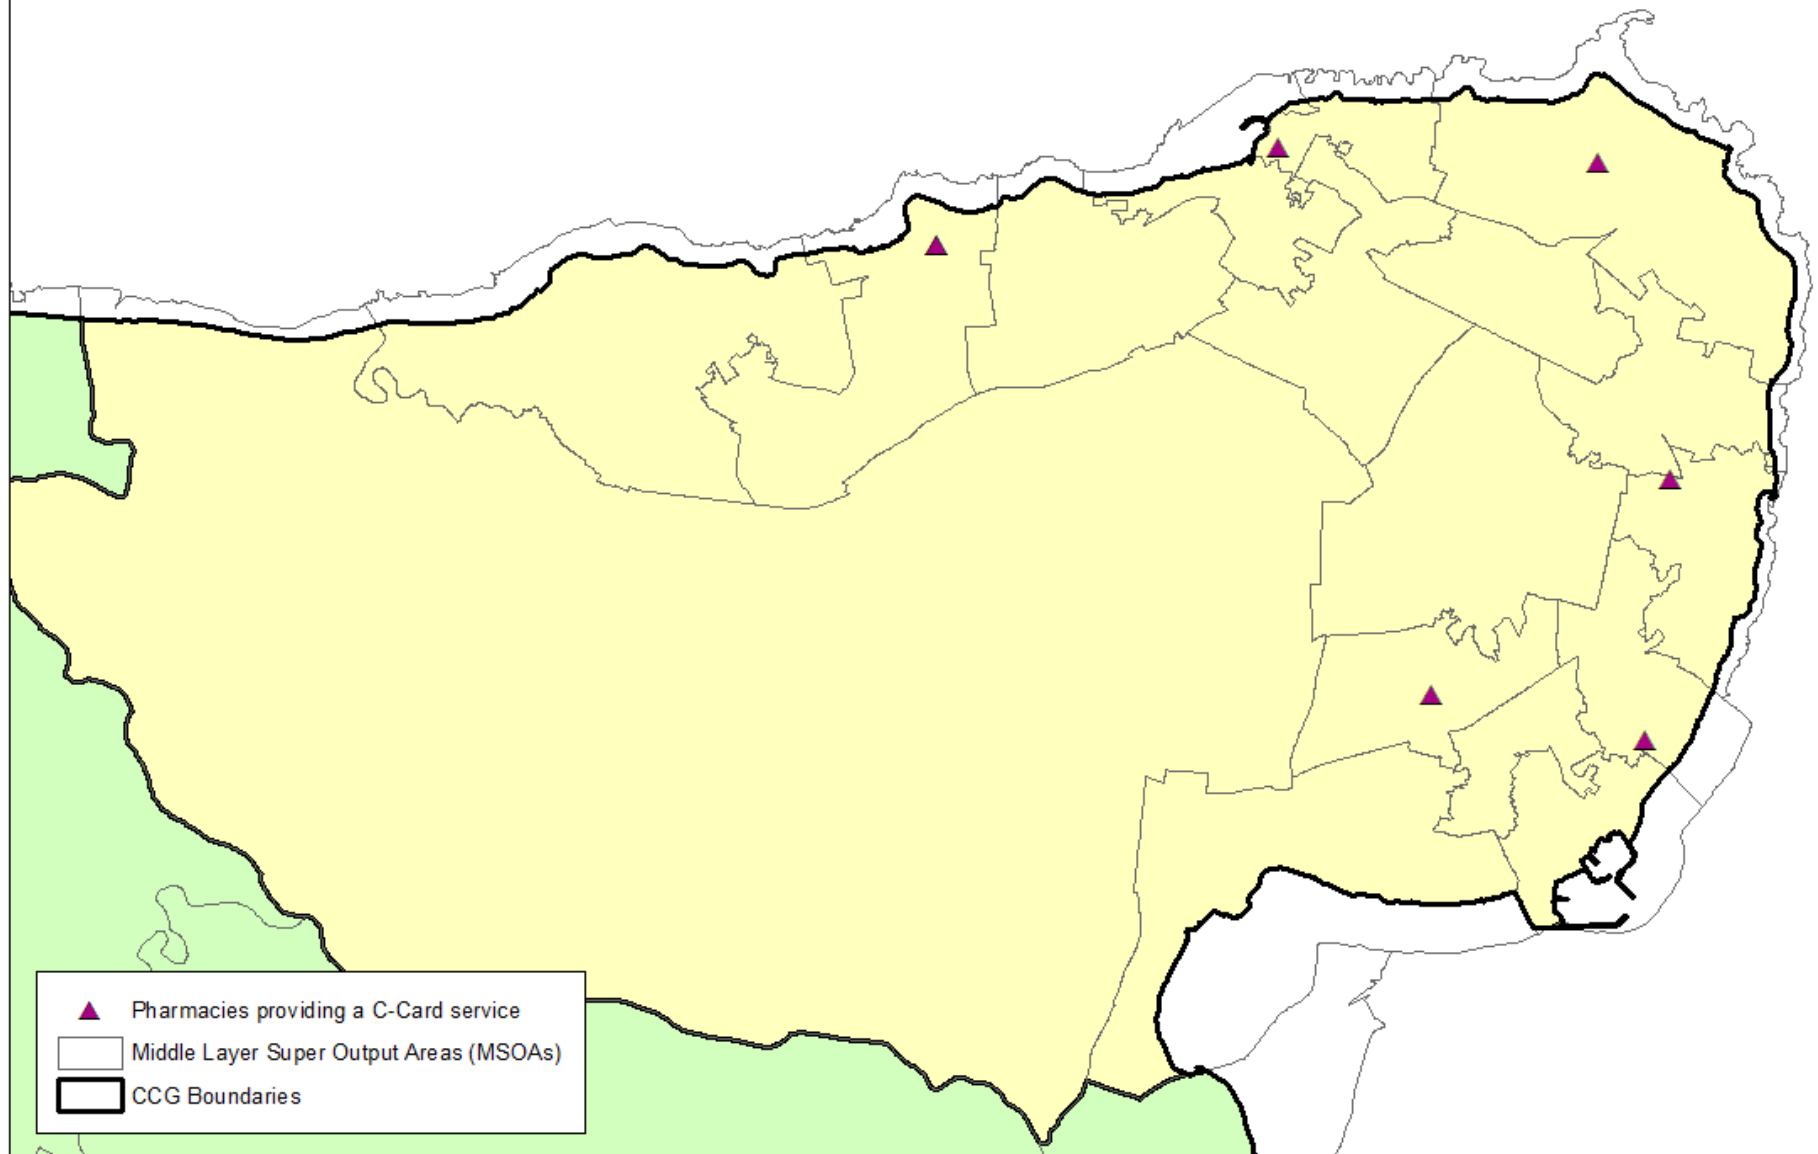 Pharmacies providing a C-Card service
Middle Layer Super Output Areas (MSOAs)
CCG Boundaries